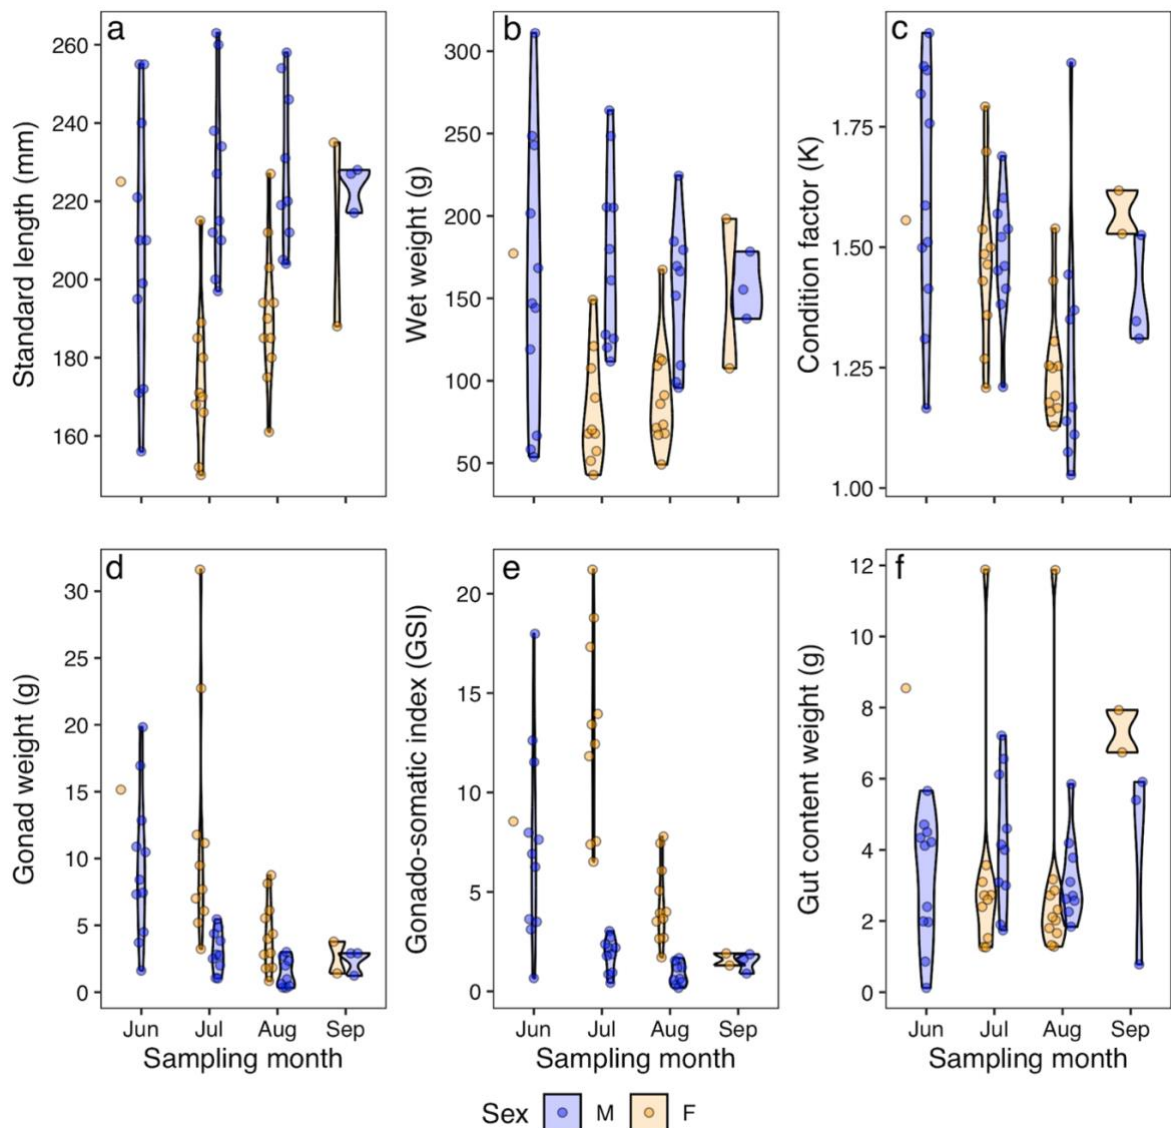 a
260
240
220
200
180
160
Standard length (mm)
b
300
250
200
150
100
50
Wet weight (g)
c
1.75
1.50
1.25
1.00
Condition factor (K)
d
30
25
20
15
10
5
0
Gonad weight (g)
Jun Jul Aug Sep
Sampling month
e
20
15
10
5
0
Gonado-somatic index (GSI)
Jun Jul Aug Sep
Sampling month
f
12
10
8
6
4
2
0
Gut content weight (g)
Jun Jul Aug Sep
Sampling month
Sex M F